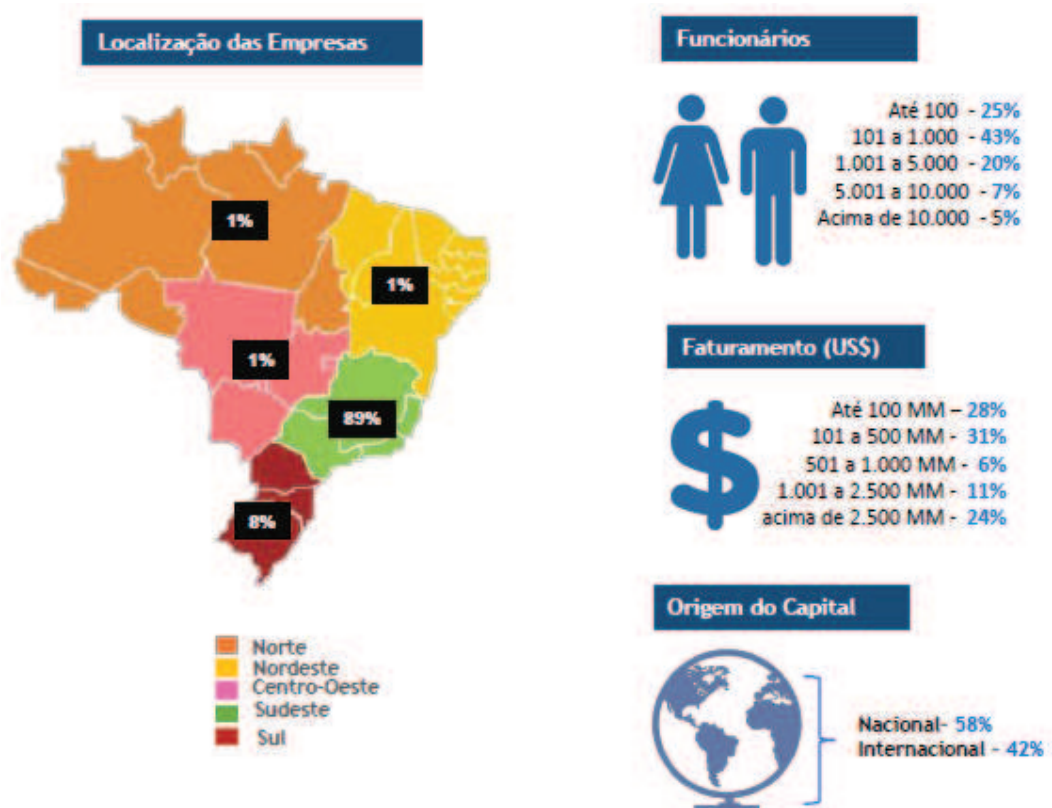 Localização das Empresas
1%
1%
1%
89%
8%
Norte
Nordeste
Centro-Oeste
Sudeste
Sul
Funcionários
Até 100 - 25%
101 a 1.000 - 43%
1.001 a 5.000 - 20%
5.001 a 10.000 - 7%
Acima de 10.000 - 5%
Faturamento (US$)
$
Até 100 MM – 28%
101 a 500 MM - 31%
501 a 1.000 MM - 6%
1.001 a 2.500 MM - 11%
acima de 2.500 MM - 24%
Origem do Capital
Nacional- 58%
Internacional - 42%